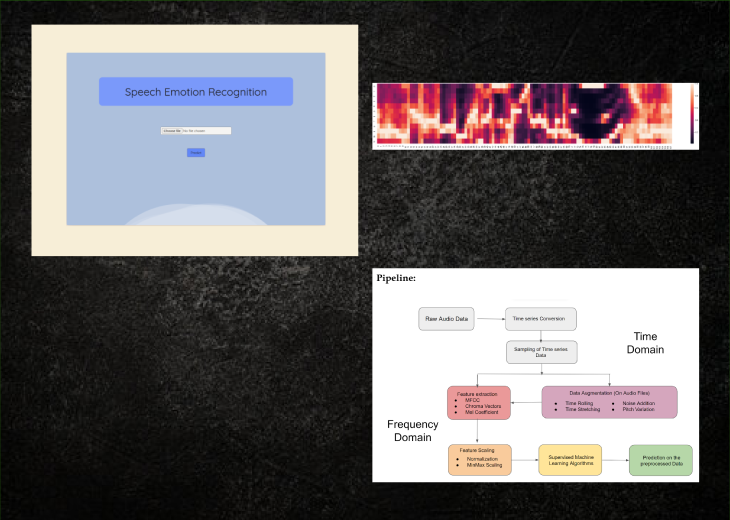 Speech Emotion Recognition
Choose file No file chosen
Predict
Pipeline:
Raw Audio Data
Time series Conversion
Time
Domain
Sampling of Time series
Data
Feature extraction
● MFCC
● Chroma Vectors
● Mel Coefficient
Data Augmentation (On Audio Files)
● Time Rolling
● Time Stretching
● Noise Addition
● Pitch Variation
Frequency
Domain
Feature Scaling
● Normalization
● MinMax Scaling
Supervised Machine
Learning Algorithms
Prediction on the
preprocessed Data